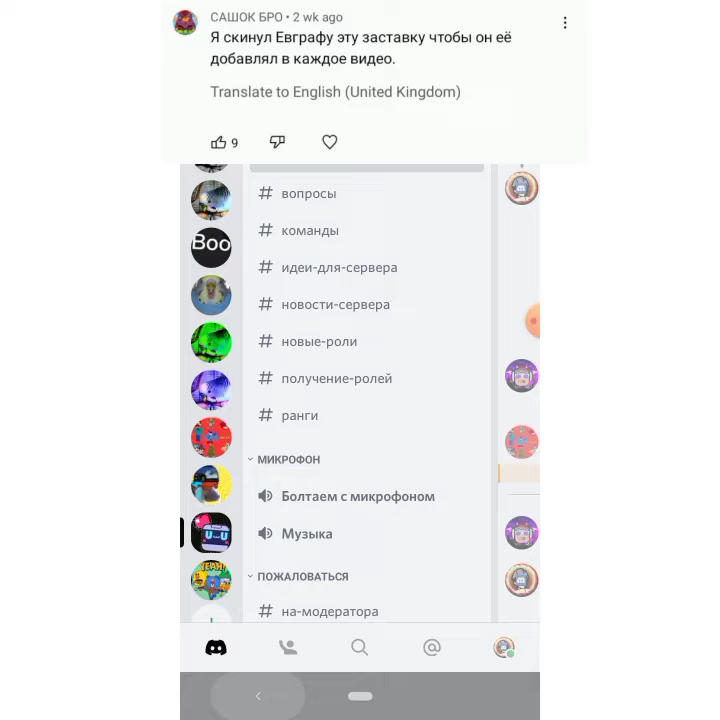 САШОК БРО • 2 wk ago
Я скинул Евграфу эту заставку чтобы он её
добавлял в каждое видео.
Translate to English (United Kingdom)
9
# вопросы
# команды
# идеи-для-сервера
# новости-сервера
# новые-роли
# получение-ролей
# ранги
МИКРОФОН
Болтаем с микрофоном
Музыка
ПОЖАЛОВАТЬСЯ
# на-модератора
Boo
U U
YEAH!